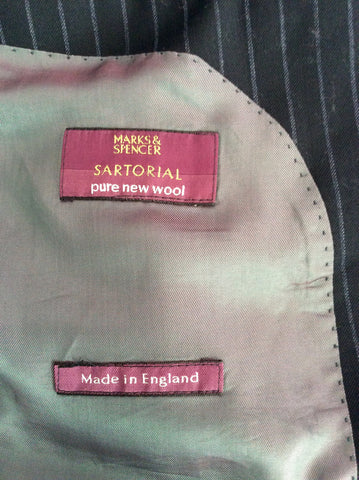 MARKS &
SPENCER
SARTORIAL
pure new wool
Made in England